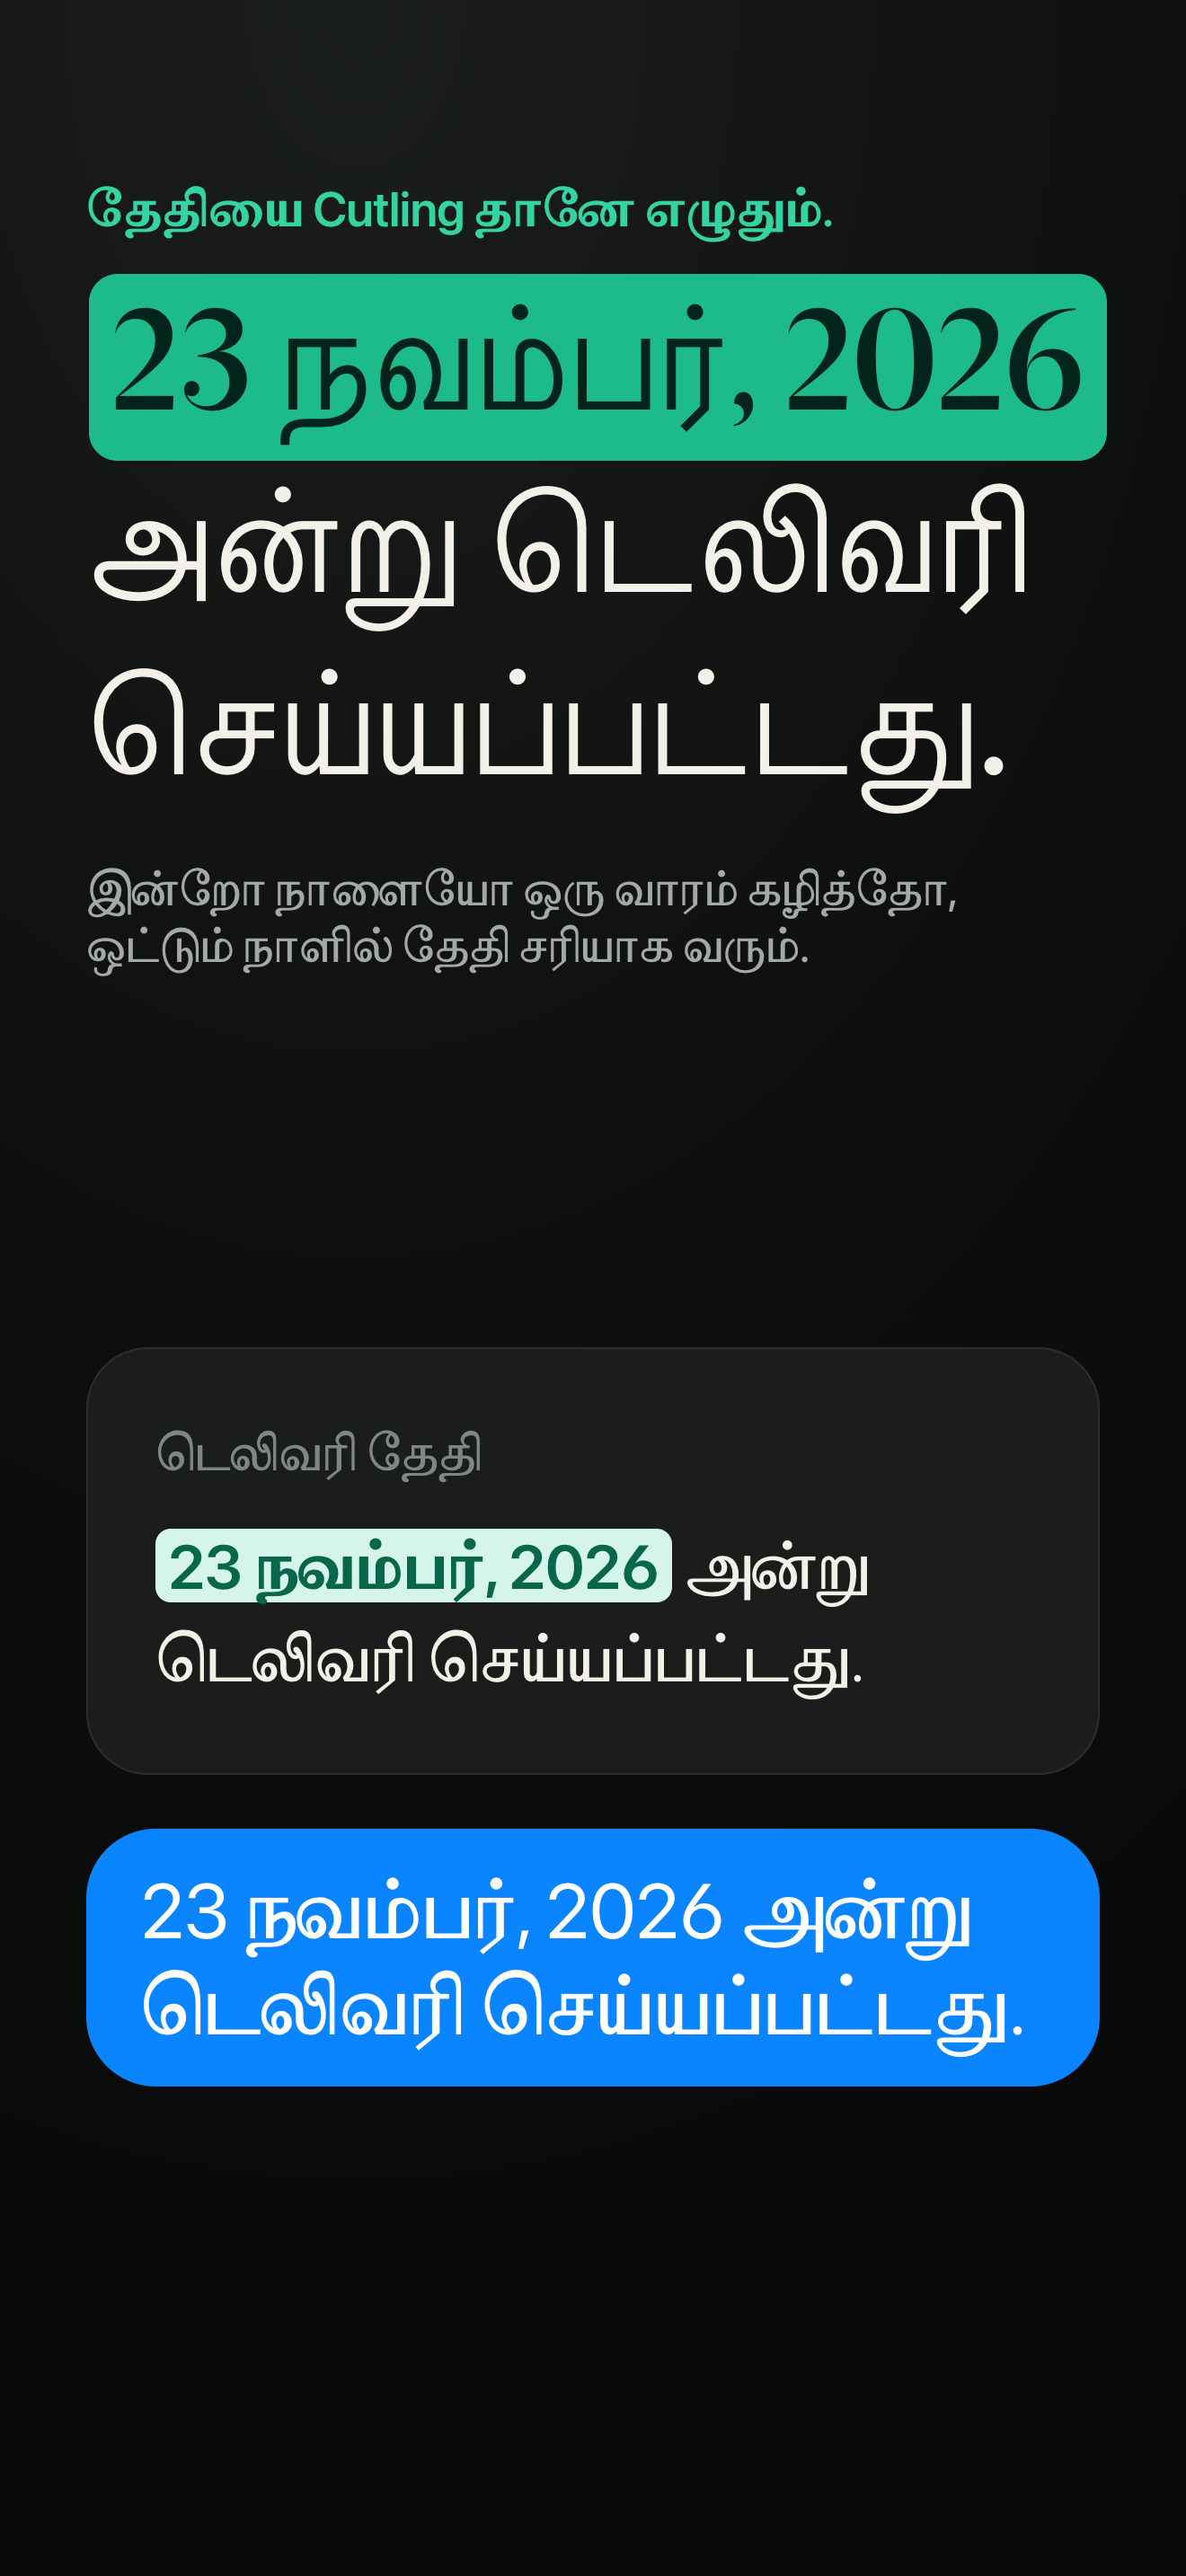 தேதியை Cutling தானே எழுதும்.
23 நவம்பர், 2026
அன்று டெலிவரி
செய்யப்பட்டது.
இன்றோ நாளையோ ஒரு வாரம் கழித்தோ,
ஒட்டும் நாளில் தேதி சரியாக வரும்.
டெலிவரி தேதி
23 நவம்பர், 2026 அன்று
டெலிவரி செய்யப்பட்டது.
23 நவம்பர், 2026 அன்று
டெலிவரி செய்யப்பட்டது.